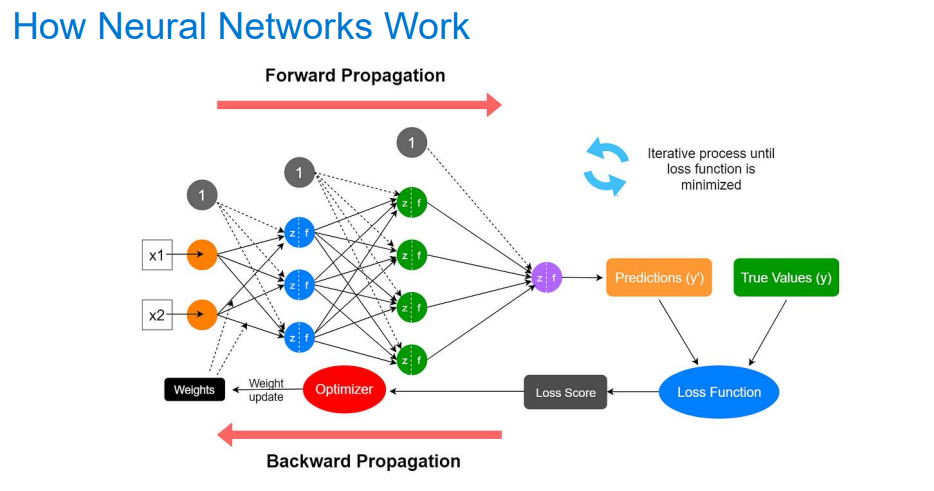 How Neural Networks Work
Forward Propagation
1
1
1
Iterative process until
loss function is
minimized
z f
z f
z f
x1
z f
z f
z f
Predictions (y')
True Values (y)
x2
z f
z f
z f
Weights
Weight
update
Optimizer
Loss Score
Loss Function
Backward Propagation